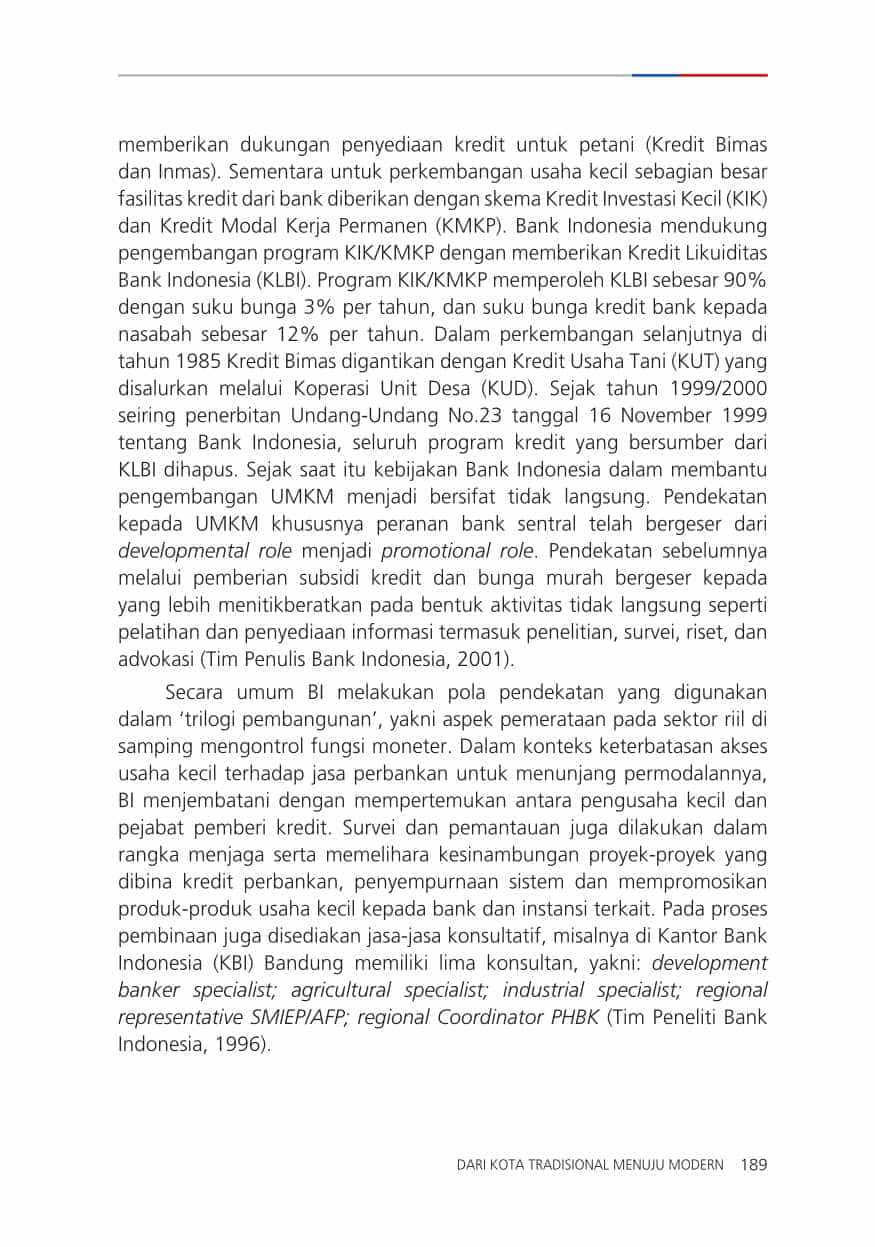 memberikan dukungan penyediaan kredit untuk petani (Kredit Bimas
dan Inmas). Sementara untuk perkembangan usaha kecil sebagian besar
fasilitas kredit dari bank diberikan dengan skema Kredit Investasi Kecil (KIK)
dan Kredit Modal Kerja Permanen (KMKP). Bank Indonesia mendukung
pengembangan program KIK/KMKP dengan memberikan Kredit Likuiditas
Bank Indonesia (KLBI). Program KIK/KMKP memperoleh KLBI sebesar 90%
dengan suku bunga 3% per tahun, dan suku bunga kredit bank kepada
nasabah sebesar 12% per tahun. Dalam perkembangan selanjutnya di
tahun 1985 Kredit Bimas digantikan dengan Kredit Usaha Tani (KUT) yang
disalurkan melalui Koperasi Unit Desa (KUD). Sejak tahun 1999/2000
seiring penerbitan Undang-Undang No.23 tanggal 16 November 1999
tentang Bank Indonesia, seluruh program kredit yang bersumber dari
KLBI dihapus. Sejak saat itu kebijakan Bank Indonesia dalam membantu
pengembangan UMKM menjadi bersifat tidak langsung. Pendekatan
kepada UMKM khususnya peranan bank sentral telah bergeser dari
developmental role menjadi promotional role. Pendekatan sebelumnya
melalui pemberian subsidi kredit dan bunga murah bergeser kepada
yang lebih menitikberatkan pada bentuk aktivitas tidak langsung seperti
pelatihan dan penyediaan informasi termasuk penelitian, survei, riset, dan
advokasi (Tim Penulis Bank Indonesia, 2001).
Secara umum BI melakukan pola pendekatan yang digunakan
dalam ‘trilogi pembangunan’, yakni aspek pemerataan pada sektor riil di
samping mengontrol fungsi moneter. Dalam konteks keterbatasan akses
usaha kecil terhadap jasa perbankan untuk menunjang permodalannya,
BI menjembatani dengan mempertemukan antara pengusaha kecil dan
pejabat pemberi kredit. Survei dan pemantauan juga dilakukan dalam
rangka menjaga serta memelihara kesinambungan proyek-proyek yang
dibina kredit perbankan, penyempurnaan sistem dan mempromosikan
produk-produk usaha kecil kepada bank dan instansi terkait. Pada proses
pembinaan juga disediakan jasa-jasa konsultatif, misalnya di Kantor Bank
Indonesia (KBI) Bandung memiliki lima konsultan, yakni: development
banker specialist; agricultural specialist; industrial specialist; regional
representative SMIEP/AFP; regional Coordinator PHBK (Tim Peneliti Bank
Indonesia, 1996).
DARI KOTA TRADISIONAL MENUJU MODERN 189